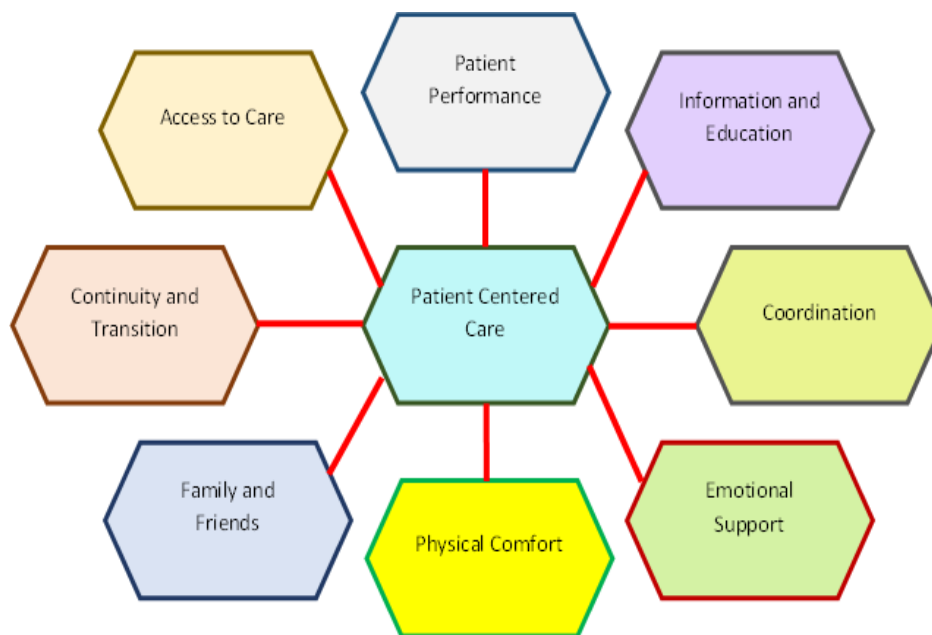 Patient
Performance
Access to Care
Information and
Education
Continuity and
Transition
Patient Centered
Care
Coordination
Family and
Friends
Physical Comfort
Emotional
Support